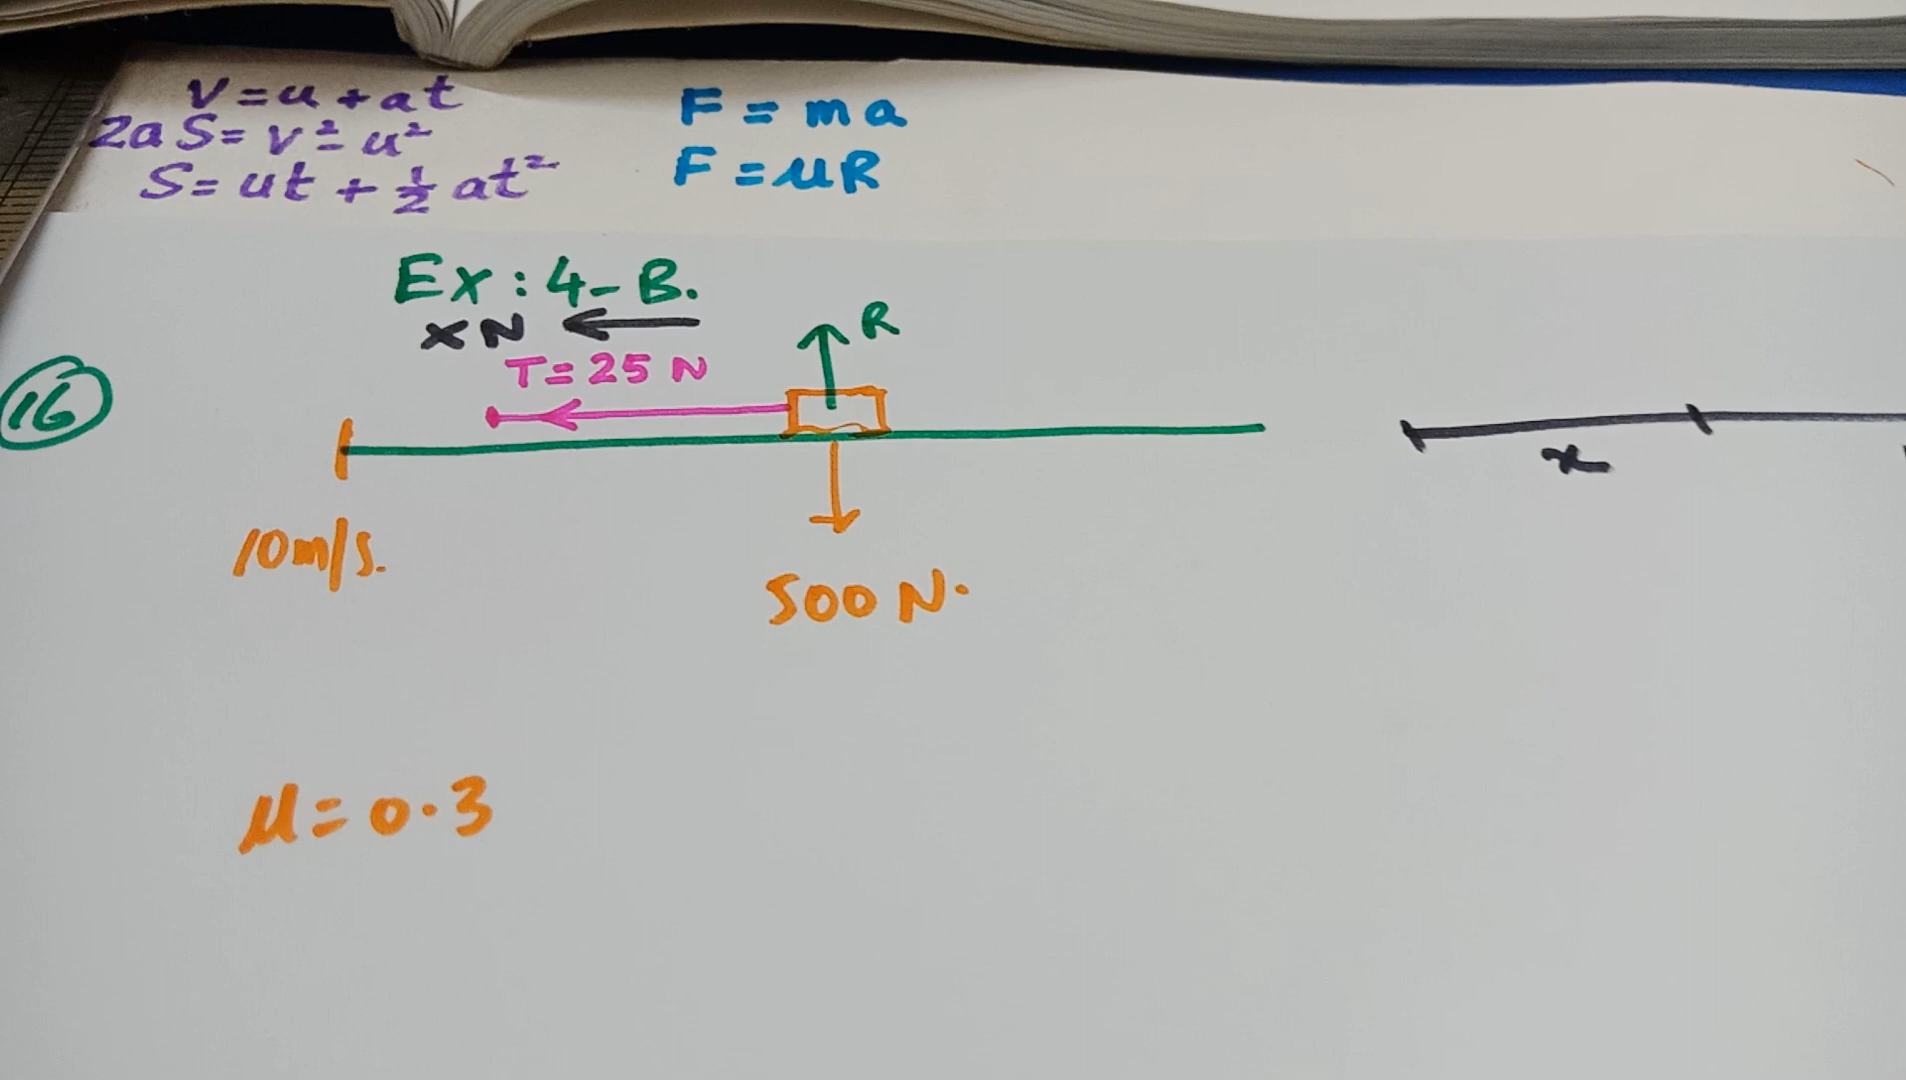 V=u+at
2aS=v²-u²
S=ut+½at²
F=ma
F=μR
Ex:4-B.
xN
R
T=25 N
16
x
10m/s.
500 N.
μ=0.3